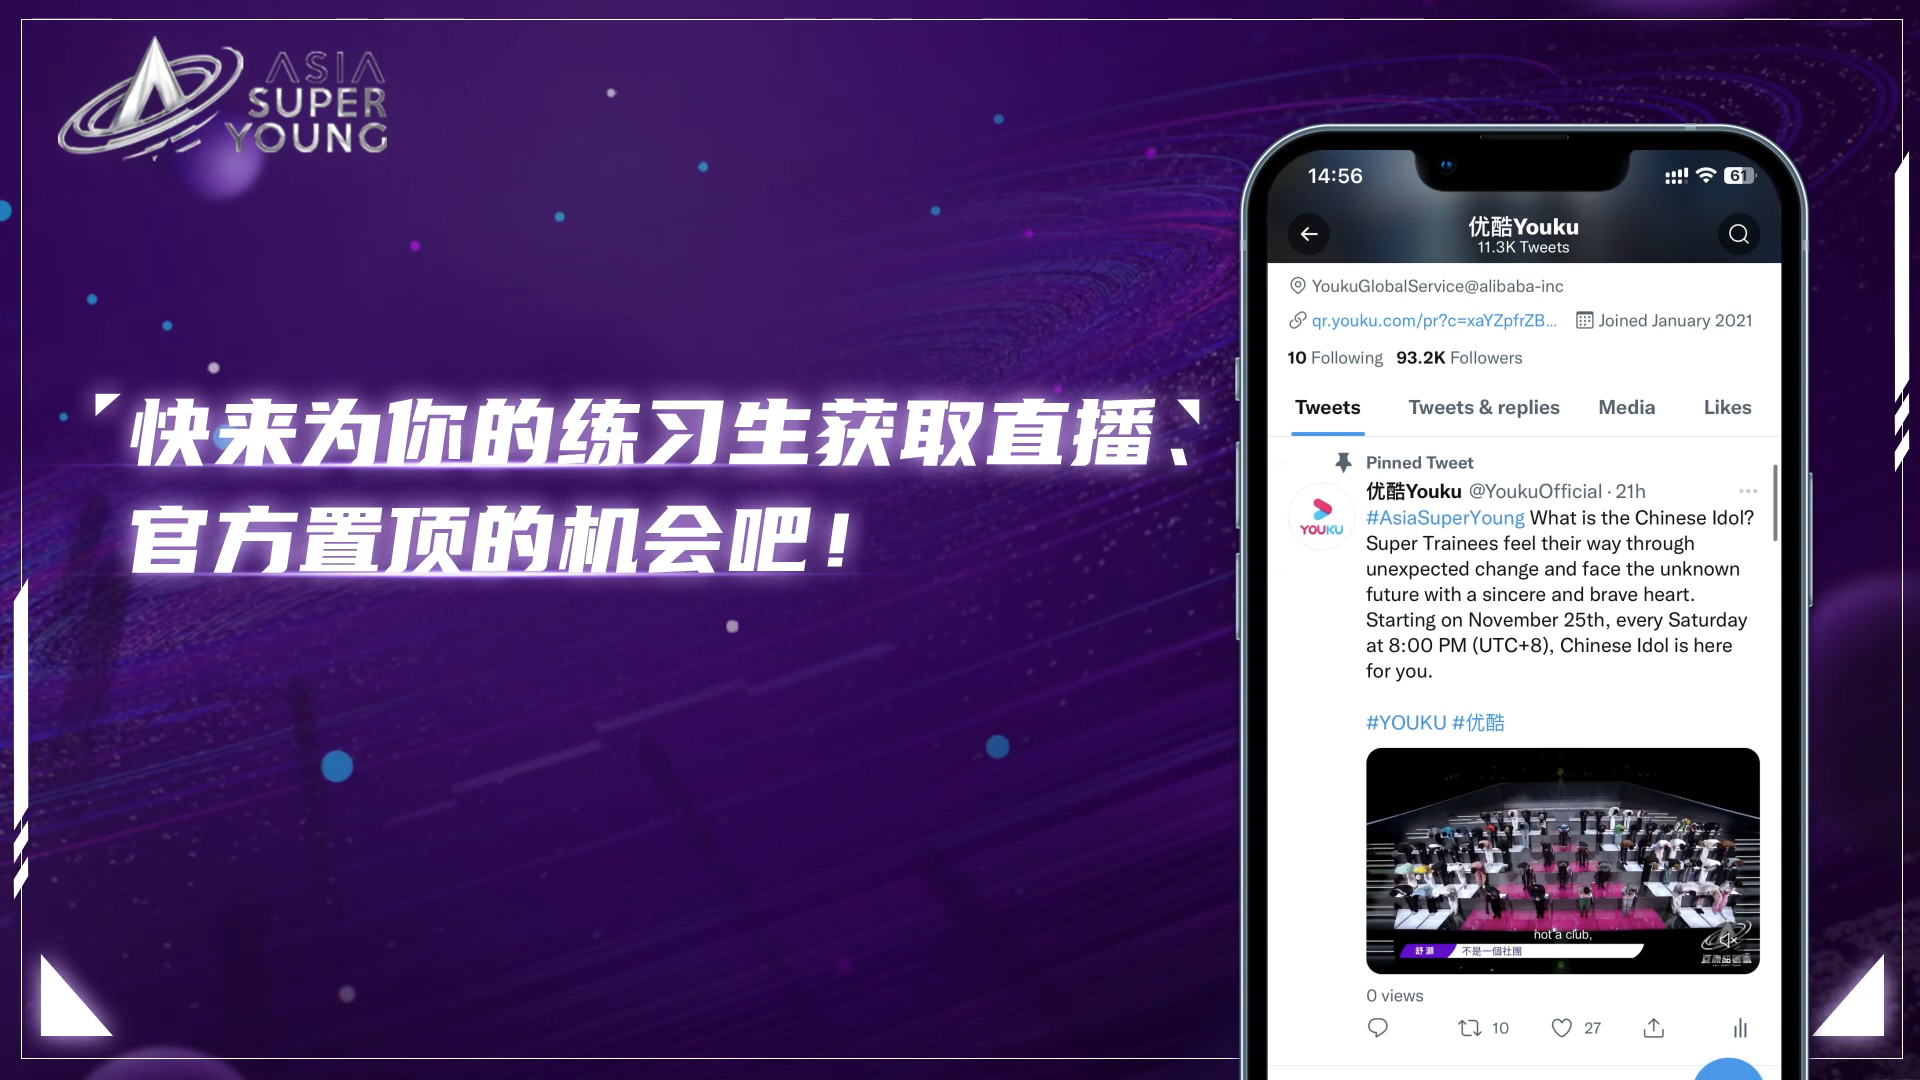 ASIA
SUPER
YOUNG
快来为你的练习生获取直播、
官方置顶的机会吧！
14:56
61
优酷Youku
11.3K Tweets
YoukuGlobalService@alibaba-inc
qr.youku.com/pr?c=xaYZpfrZB...
Joined January 2021
10 Following 93.2K Followers
Tweets Tweets & replies Media Likes
Pinned Tweet
优酷Youku @YoukuOfficial · 21h
#AsiaSuperYoung What is the Chinese Idol?
Super Trainees feel their way through
unexpected change and face the unknown
future with a sincere and brave heart.
Starting on November 25th, every Saturday
at 8:00 PM (UTC+8), Chinese Idol is here
for you.
#YOUKU #优酷
YOUKU
not a club,
不是一個社團
0 views
10 27